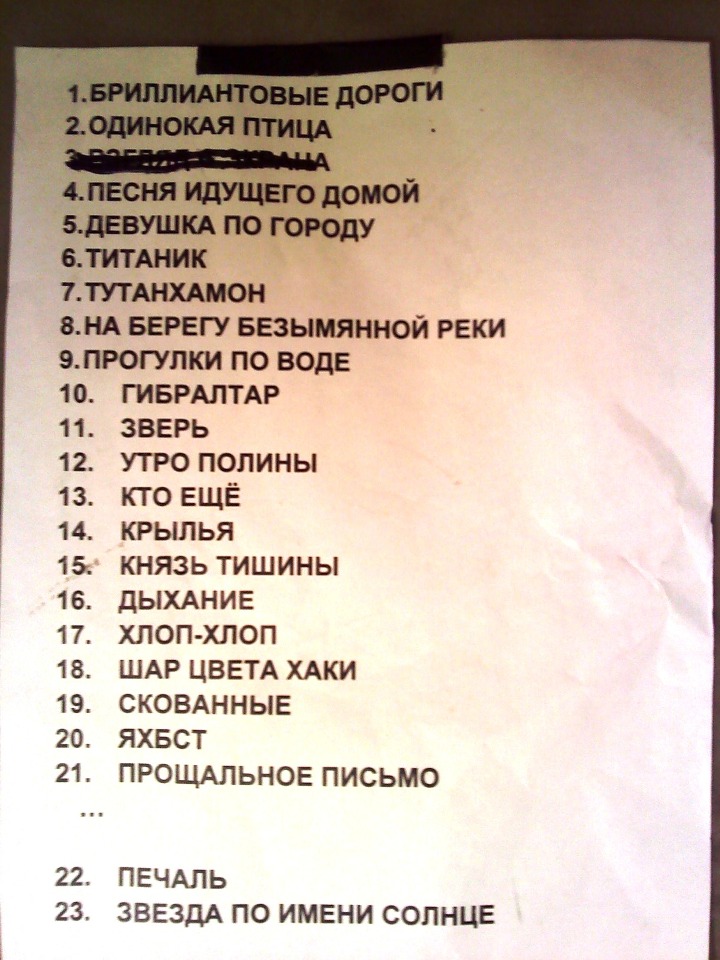 1.БРИЛЛИАНТОВЫЕ ДОРОГИ
2.ОДИНОКАЯ ПТИЦА
3.ВЗГЛЯД С ЭКРАНА
4.ПЕСНЯ ИДУЩЕГО ДОМОЙ
5.ДЕВУШКА ПО ГОРОДУ
6.ТИТАНИК
7.ТУТАНХАМОН
8.НА БЕРЕГУ БЕЗЫМЯННОЙ РЕКИ
9.ПРОГУЛКИ ПО ВОДЕ
10. ГИБРАЛТАР
11. ЗВЕРЬ
12. УТРО ПОЛИНЫ
13. КТО ЕЩЁ
14. КРЫЛЬЯ
15. КНЯЗЬ ТИШИНЫ
16. ДЫХАНИЕ
17. ХЛОП-ХЛОП
18. ШАР ЦВЕТА ХАКИ
19. СКОВАННЫЕ
20. ЯХБСТ
21. ПРОЩАЛЬНОЕ ПИСЬМО
...
22. ПЕЧАЛЬ
23. ЗВЕЗДА ПО ИМЕНИ СОЛНЦЕ